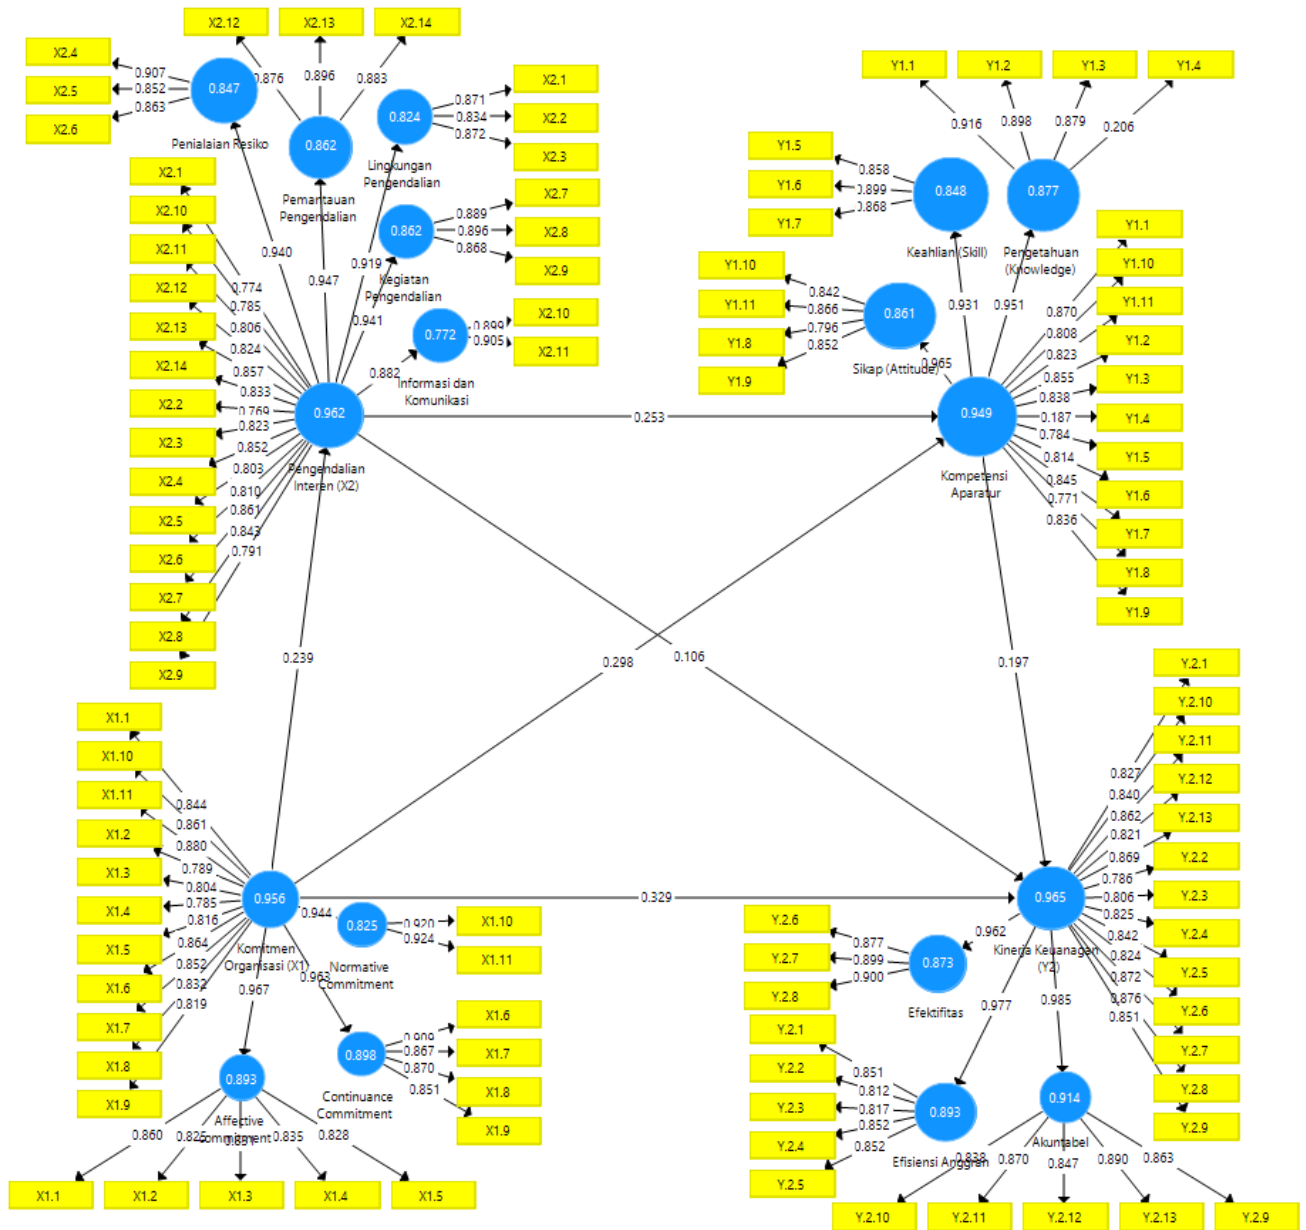 X2.12
X2.13
X2.14
X2.4
X2.5
X2.6
0.907
0.852
0.863
0.847
0.876
0.896
0.883
Penialaian Resiko
0.862
Pemantauan
Pengendalian
0.824
Lingkungan
Pengendalian
0.871
0.834
0.872
X2.1
X2.2
X2.3
0.862
Kegiatan
Pengendalian
0.889
0.896
0.868
X2.7
X2.8
X2.9
0.772
Informasi dan
Komunikasi
0.899
0.905
X2.10
X2.11
0.940
0.947
0.919
0.941
0.882
X2.1
X2.10
X2.11
X2.12
X2.13
X2.14
X2.2
X2.3
X2.4
X2.5
X2.6
X2.7
X2.8
X2.9
0.774
0.785
0.806
0.824
0.857
0.833
0.769
0.823
0.852
0.803
0.810
0.861
0.843
0.791
0.962
Pengendalian
Interen (X2)
Y1.1
Y1.2
Y1.3
Y1.4
0.916
0.898
0.879
0.206
0.877
Pengetahuan
(Knowledge)
Y1.5
Y1.6
Y1.7
0.858
0.899
0.868
0.848
Keahlian (Skill)
Y1.10
Y1.11
Y1.8
Y1.9
0.842
0.866
0.796
0.852
0.861
Sikap (Attitude)
0.965
0.931
0.951
0.949
Kompetensi
Aparatur
0.870
0.808
0.823
0.855
0.838
0.187
0.784
0.814
0.845
0.771
0.836
Y1.1
Y1.10
Y1.11
Y1.2
Y1.3
Y1.4
Y1.5
Y1.6
Y1.7
Y1.8
Y1.9
0.253
0.239
0.298
0.106
0.197
0.329
X1.1
X1.10
X1.11
X1.2
X1.3
X1.4
X1.5
X1.6
X1.7
X1.8
X1.9
0.844
0.861
0.880
0.789
0.804
0.785
0.816
0.864
0.852
0.832
0.819
0.956
Komitmen
Organisasi (X1)
0.944
0.963
0.967
0.825
Normative
Commitment
0.920
0.924
X1.10
X1.11
0.898
Continuance
Commitment
0.867
0.870
0.851
X1.6
X1.7
X1.8
X1.9
0.893
Affective
Commitment
0.860
0.835
0.828
X1.1
X1.2
X1.3
X1.4
X1.5
0.965
Kinerja Keuanagan
(Y2)
0.827
0.840
0.862
0.821
0.869
0.786
0.806
0.825
0.842
0.824
0.872
0.876
0.851
Y.2.1
Y.2.10
Y.2.11
Y.2.12
Y.2.13
Y.2.2
Y.2.3
Y.2.4
Y.2.5
Y.2.6
Y.2.7
Y.2.8
Y.2.9
0.962
0.977
0.985
Y.2.6
Y.2.7
Y.2.8
0.877
0.899
0.900
0.873
Efektifitas
Y.2.1
Y.2.2
Y.2.3
Y.2.4
Y.2.5
0.851
0.812
0.817
0.852
0.852
0.893
Efisiensi Anggran
0.914
Akuntabel
0.838
0.870
0.847
0.890
0.863
Y.2.10
Y.2.11
Y.2.12
Y.2.13
Y.2.9